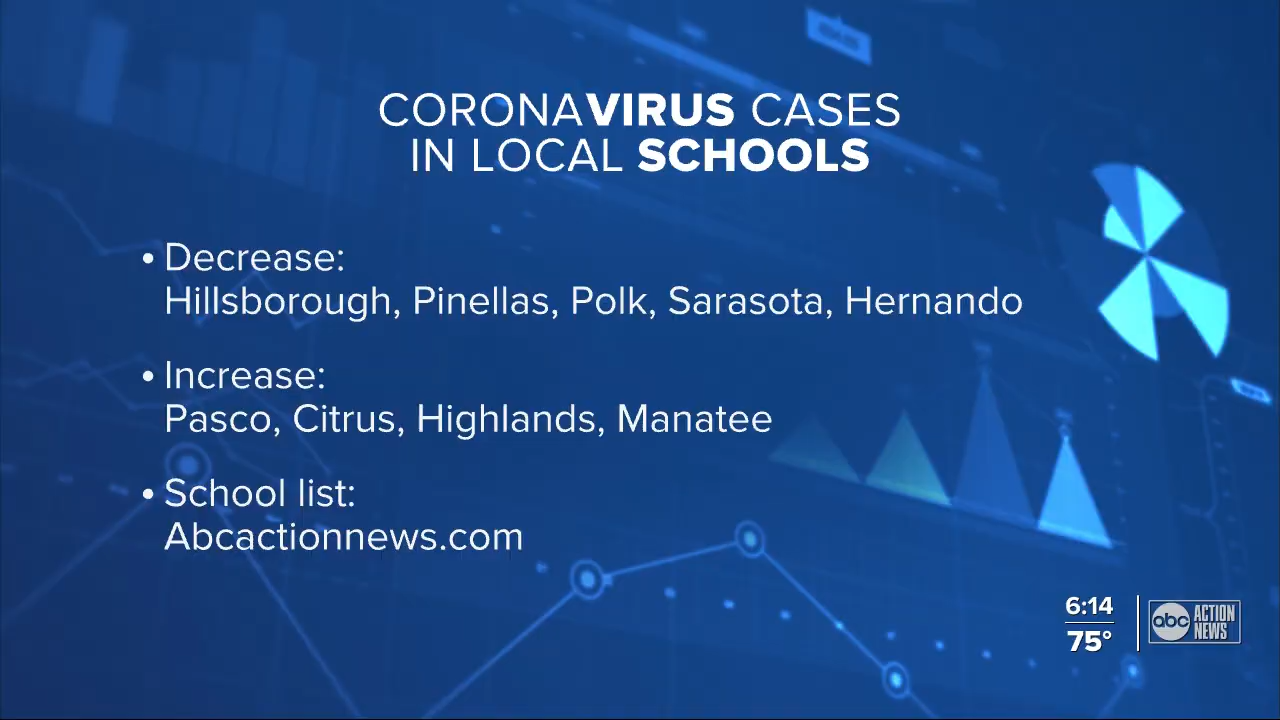 CORONAVIRUS CASES
IN LOCAL SCHOOLS
• Decrease:
Hillsborough, Pinellas, Polk, Sarasota, Hernando
• Increase:
Pasco, Citrus, Highlands, Manatee
• School list:
Abcactionnews.com
6:14
75°
abc ACTION
NEWS